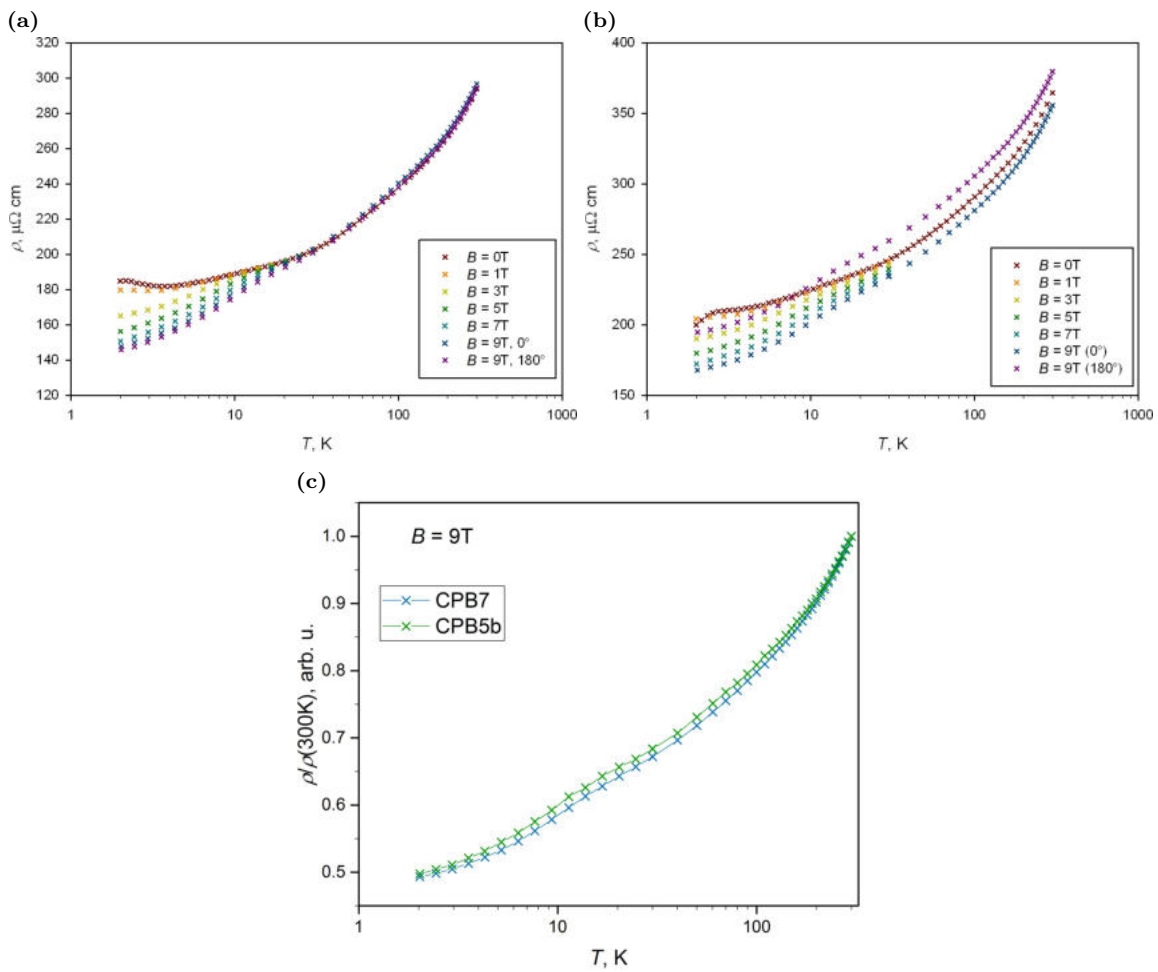 (a)
320
300
280
260
240
220
200
180
160
140
120
ρ, μΩ cm
1
10
100
1000
T, K
B = 0T
B = 1T
B = 3T
B = 5T
B = 7T
B = 9T, 0°
B = 9T, 180°
(b)
400
350
300
250
200
150
ρ, μΩ cm
1
10
100
1000
T, K
B = 0T
B = 1T
B = 3T
B = 5T
B = 7T
B = 9T (0°)
B = 9T (180°)
(c)
B = 9T
CPB7
CPB5b
1.0
0.9
0.8
0.7
0.6
0.5
ρ/ρ(300K), arb. u.
1
10
100
T, K